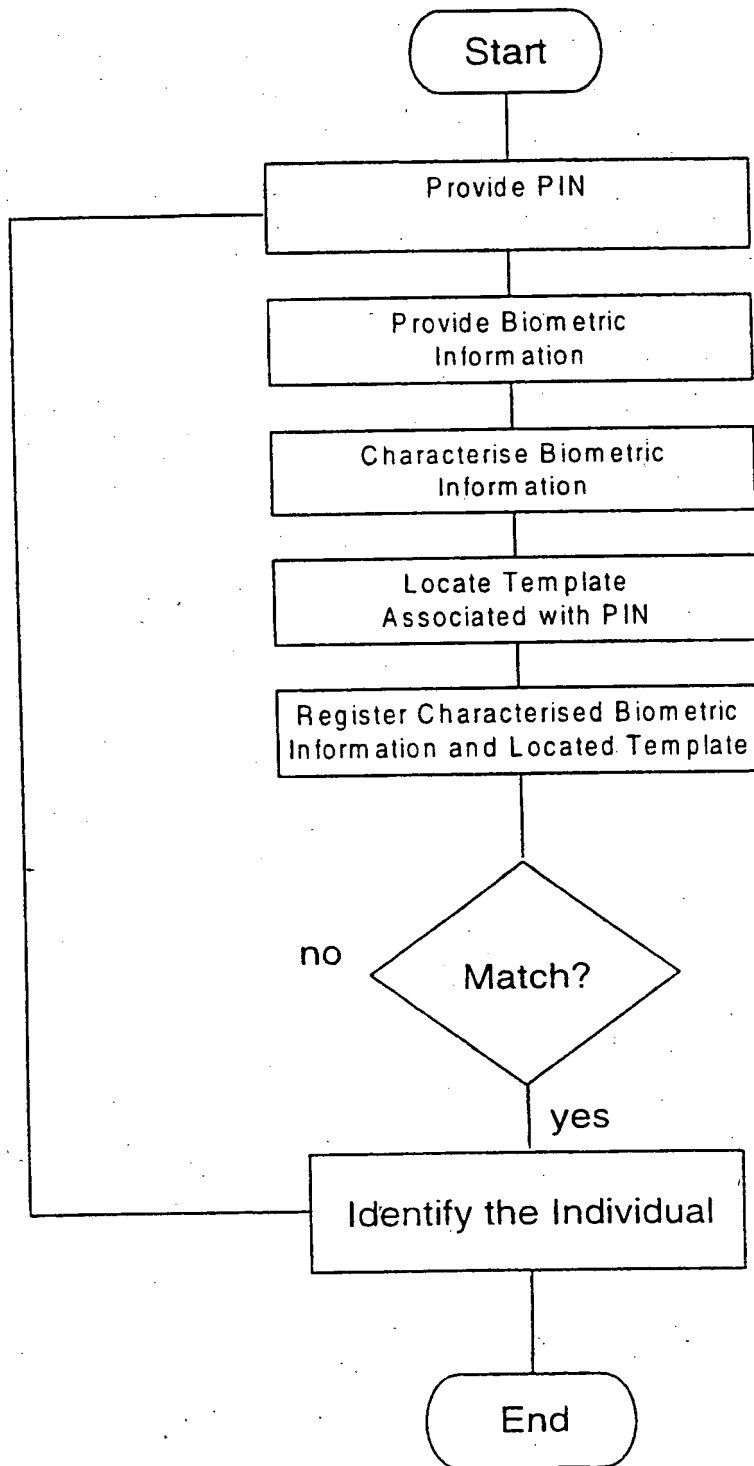 Start
Provide PIN
Provide Biometric
Information
Characterise Biometric
Information
Locate Template
Associated with PIN
Register Characterised Biometric
Information and Located Template
no
Match?
yes
Identify the Individual
End